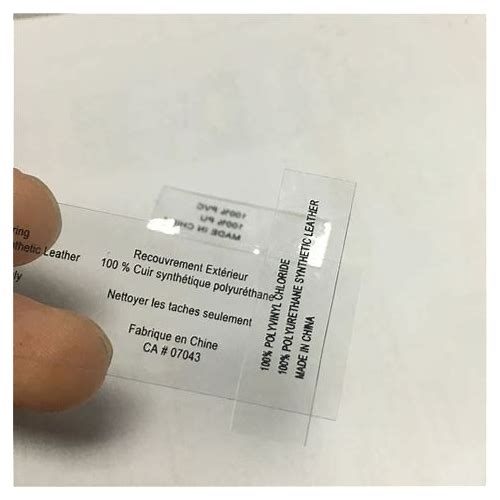 100% PVC
100% PU
MADE IN CHI
ring
thetic Leather
ly
Recouvrement Extérieur
100 % Cuir synthétique polyuréthane
Nettoyer les taches seulement
Fabrique en Chine
CA # 07043
100% POLYVINYL CHLORIDE
100% POLYURETHANE SYNTHETIC LEATHER
MADE IN CHINA